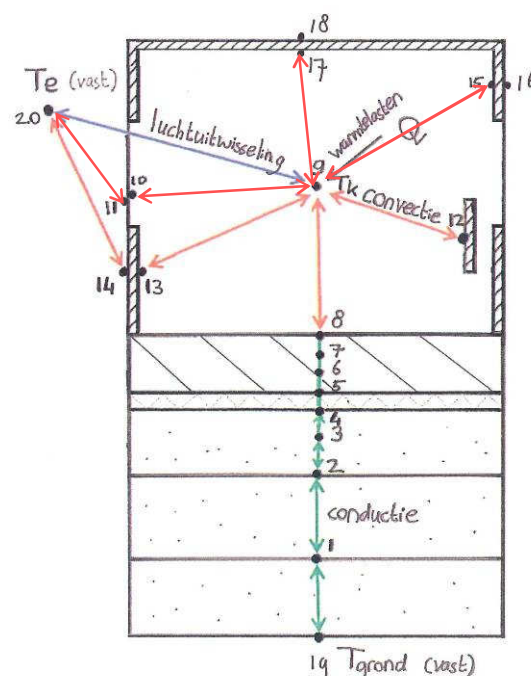 18
17
Te (vast)
15
16
20
luchtuitwisseling
warmtelasten
Q
9
10
11
Tk
convectie
12
14
13
8
7
6
5
4
3
2
conductie
1
19 Tgrond (vast)